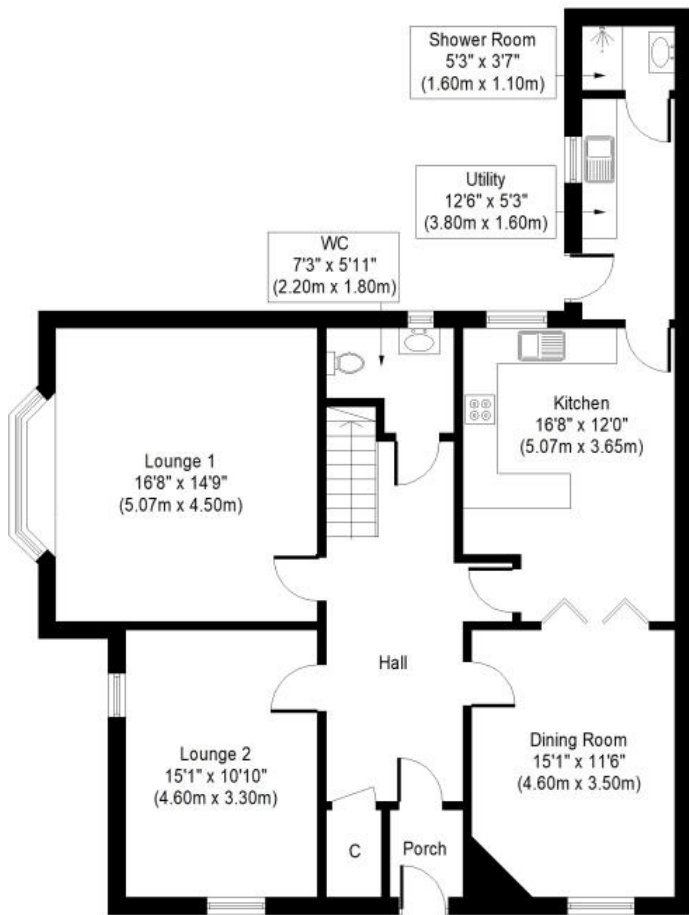 Shower Room
5'3" x 3'7"
(1.60m x 1.10m)
Utility
12'6" x 5'3"
(3.80m x 1.60m)
WC
7'3" x 5'11"
(2.20m x 1.80m)
Kitchen
16'8" x 12'0"
(5.07m x 3.65m)
Lounge 1
16'8" x 14'9"
(5.07m x 4.50m)
Hall
Lounge 2
15'1" x 10'10"
(4.60m x 3.30m)
Dining Room
15'1" x 11'6"
(4.60m x 3.50m)
C
Porch